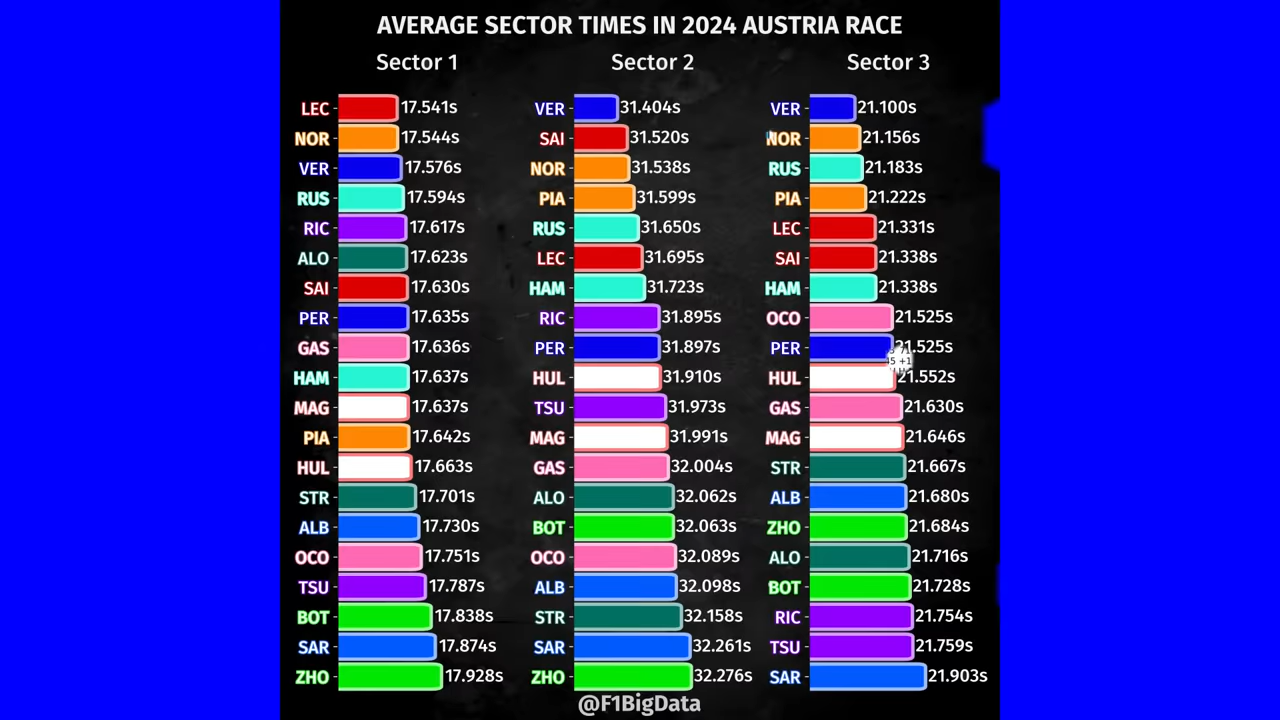 AVERAGE SECTOR TIMES IN 2024 AUSTRIA RACE
Sector 1
LEC 17.541s
NOR 17.544s
VER 17.576s
RUS 17.594s
RIC 17.617s
ALO 17.623s
SAI 17.630s
PER 17.635s
GAS 17.636s
HAM 17.637s
MAG 17.637s
PIA 17.642s
HUL 17.663s
STR 17.701s
ALB 17.730s
OCO 17.751s
TSU 17.787s
BOT 17.838s
SAR 17.874s
ZHO 17.928s
Sector 2
VER 31.404s
SAI 31.520s
NOR 31.538s
PIA 31.599s
RUS 31.650s
LEC 31.695s
HAM 31.723s
RIC 31.895s
PER 31.897s
HUL 31.910s
TSU 31.973s
MAG 31.991s
GAS 32.004s
ALO 32.062s
BOT 32.063s
OCO 32.089s
ALB 32.098s
STR 32.158s
SAR 32.261s
ZHO 32.276s
Sector 3
VER 21.100s
NOR 21.156s
RUS 21.183s
PIA 21.222s
LEC 21.331s
SAI 21.338s
HAM 21.338s
OCO 21.525s
PER 21.525s
HUL 21.552s
GAS 21.630s
MAG 21.646s
STR 21.667s
ALB 21.680s
ZHO 21.684s
ALO 21.716s
BOT 21.728s
RIC 21.754s
TSU 21.759s
SAR 21.903s
@F1BigData